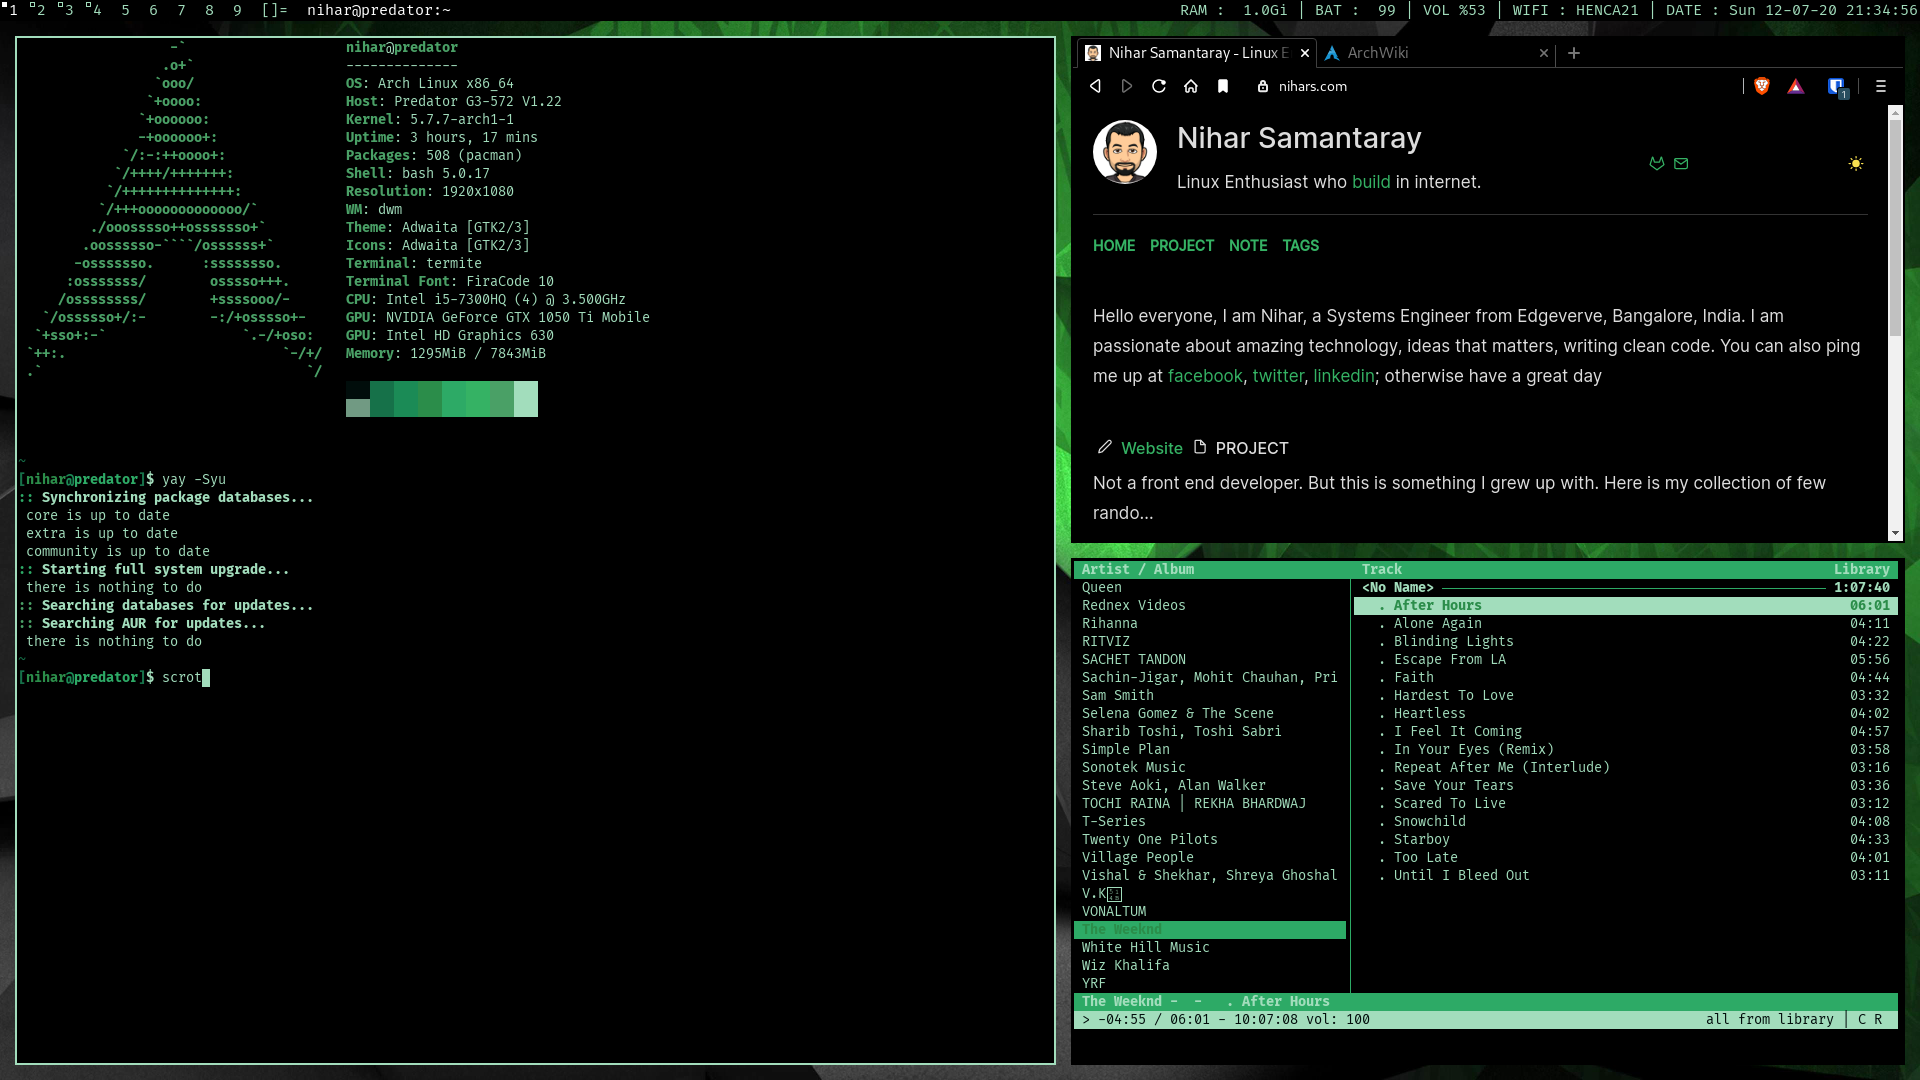 1 2 3 4 5 6 7 8 9 []= nihar@predator:~
RAM : 1.0Gi | BAT : 99 | VOL %53 | WIFI : HENCA21 | DATE : Sun 12-07-20 21:34:56
                   -`
                  .o+`
                 `ooo/
                `+oooo:
               `+oooooo:
               -+oooooo+:
             `/:-:++oooo+:
            `/++++/+++++++:
           `/++++++++++++++:
          `/+++ooooooooooooo/`
         ./ooosssso++osssssso+`
        .oossssso-````/ossssss+`
       -osssssso.      :ssssssso.
      :osssssss/        osssso+++.
     /ossssssss/        +ssssooo/-
   `/ossssso+/:-        -:/+osssso+-
  `+sso+:-`                 `.-/+oso:
 `++:.                           `-/+/
 .`                                 `/
nihar@predator
--------------
OS: Arch Linux x86_64
Host: Predator G3-572 V1.22
Kernel: 5.7.7-arch1-1
Uptime: 3 hours, 17 mins
Packages: 508 (pacman)
Shell: bash 5.0.17
Resolution: 1920x1080
WM: dwm
Theme: Adwaita [GTK2/3]
Icons: Adwaita [GTK2/3]
Terminal: termite
Terminal Font: FiraCode 10
CPU: Intel i5-7300HQ (4) @ 3.500GHz
GPU: NVIDIA GeForce GTX 1050 Ti Mobile
GPU: Intel HD Graphics 630
Memory: 1295MiB / 7843MiB
~
[nihar@predator]$ yay -Syu
:: Synchronizing package databases...
core is up to date
extra is up to date
community is up to date
:: Starting full system upgrade...
there is nothing to do
:: Searching databases for updates...
:: Searching AUR for updates...
there is nothing to do
~
[nihar@predator]$ scrot
Nihar Samantaray - Linux E
ArchWiki
nihars.com
1
Nihar Samantaray
Linux Enthusiast who build in internet.
HOME PROJECT NOTE TAGS
Hello everyone, I am Nihar, a Systems Engineer from Edgeverve, Bangalore, India. I am
passionate about amazing technology, ideas that matters, writing clean code. You can also ping
me up at facebook, twitter, linkedin; otherwise have a great day
Website PROJECT
Not a front end developer. But this is something I grew up with. Here is my collection of few
rando...
Artist / Album
Queen
Rednex Videos
Rihanna
RITVIZ
SACHET TANDON
Sachin-Jigar, Mohit Chauhan, Pri
Sam Smith
Selena Gomez & The Scene
Sharib Toshi, Toshi Sabri
Simple Plan
Sonotek Music
Steve Aoki, Alan Walker
TOCHI RAINA | REKHA BHARDWAJ
T-Series
Twenty One Pilots
Village People
Vishal & Shekhar, Shreya Ghoshal
V.K
VONALTUM
The Weeknd
White Hill Music
Wiz Khalifa
YRF
Track Library
<No Name> 1:07:40
. After Hours 06:01
. Alone Again 04:11
. Blinding Lights 04:22
. Escape From LA 05:56
. Faith 04:44
. Hardest To Love 03:32
. Heartless 04:02
. I Feel It Coming 04:57
. In Your Eyes (Remix) 03:58
. Repeat After Me (Interlude) 03:16
. Save Your Tears 03:36
. Scared To Live 03:12
. Snowchild 04:08
. Starboy 04:33
. Too Late 04:01
. Until I Bleed Out 03:11
The Weeknd - - . After Hours
> -04:55 / 06:01 - 10:07:08 vol: 100
all from library | C R